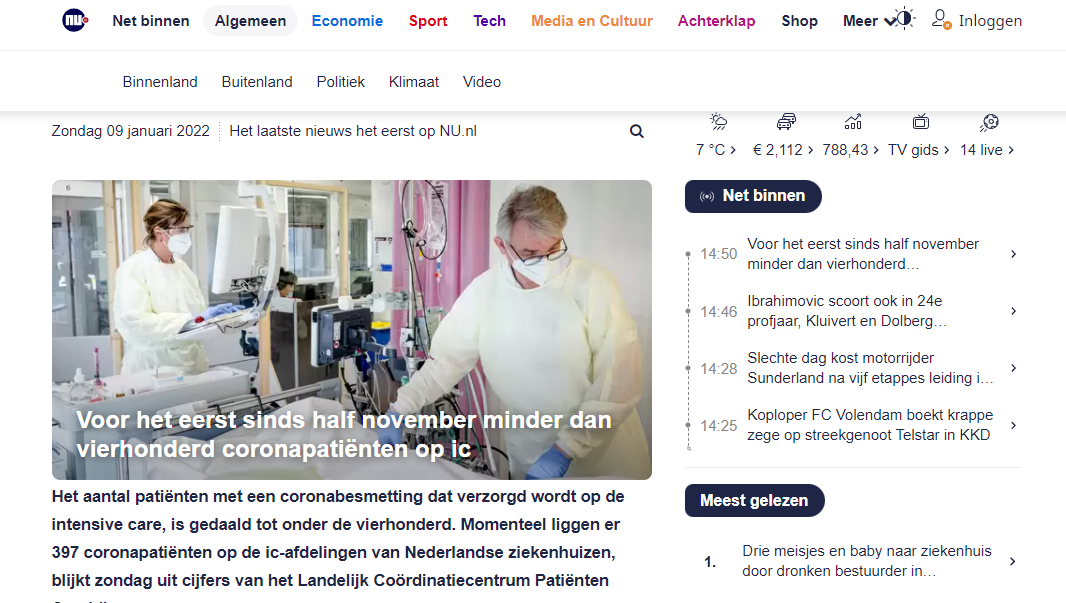 NU
Net binnen
Algemeen
Economie
Sport
Tech
Media en Cultuur
Achterklap
Shop
Meer
Inloggen
Binnenland
Buitenland
Politiek
Klimaat
Video
Zondag 09 januari 2022
Het laatste nieuws het eerst op NU.nl
7 °C
€ 2,112
788,43
TV gids
14 live
Voor het eerst sinds half november minder dan
vierhonderd coronapatiënten op ic
Het aantal patiënten met een coronabesmetting dat verzorgd wordt op de
intensive care, is gedaald tot onder de vierhonderd. Momenteel liggen er
397 coronapatiënten op de ic-afdelingen van Nederlandse ziekenhuizen,
blijkt zondag uit cijfers van het Landelijk Coördinatiecentrum Patiënten
Net binnen
14:50
Voor het eerst sinds half november
minder dan vierhonderd…
14:46
Ibrahimovic scoort ook in 24e
profjaar, Kluivert en Dolberg…
14:28
Slechte dag kost motorrijder
Sunderland na vijf etappes leiding i…
14:25
Koploper FC Volendam boekt krappe
zege op streekgenoot Telstar in KKD
Meest gelezen
1.
Drie meisjes en baby naar ziekenhuis
door dronken bestuurder in…